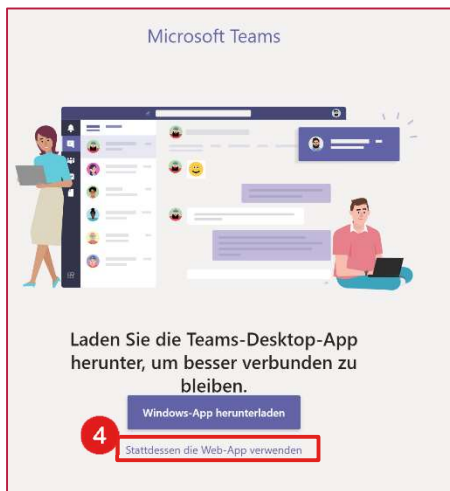 Microsoft Teams
Laden Sie die Teams-Desktop-App
herunter, um besser verbunden zu
bleiben.
Windows-App herunterladen
4
Stattdessen die Web-App verwenden